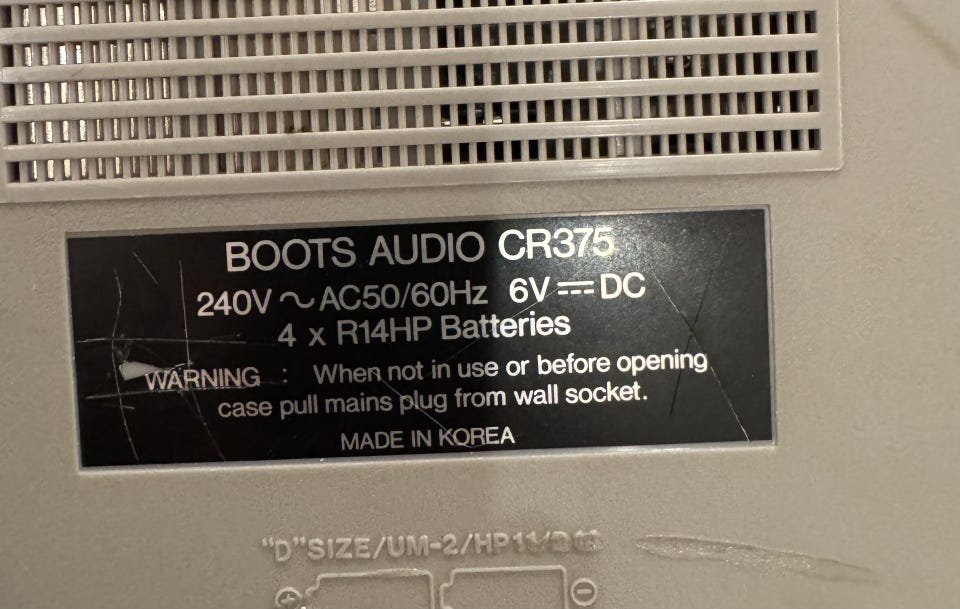 BOOTS AUDIO CR375
240V ~ AC50/60Hz 6V ⎓ DC
4 x R14HP Batteries
WARNING : When not in use or before opening
case pull mains plug from wall socket.
MADE IN KOREA
"D"SIZE/UM-2/HP11/
+ −